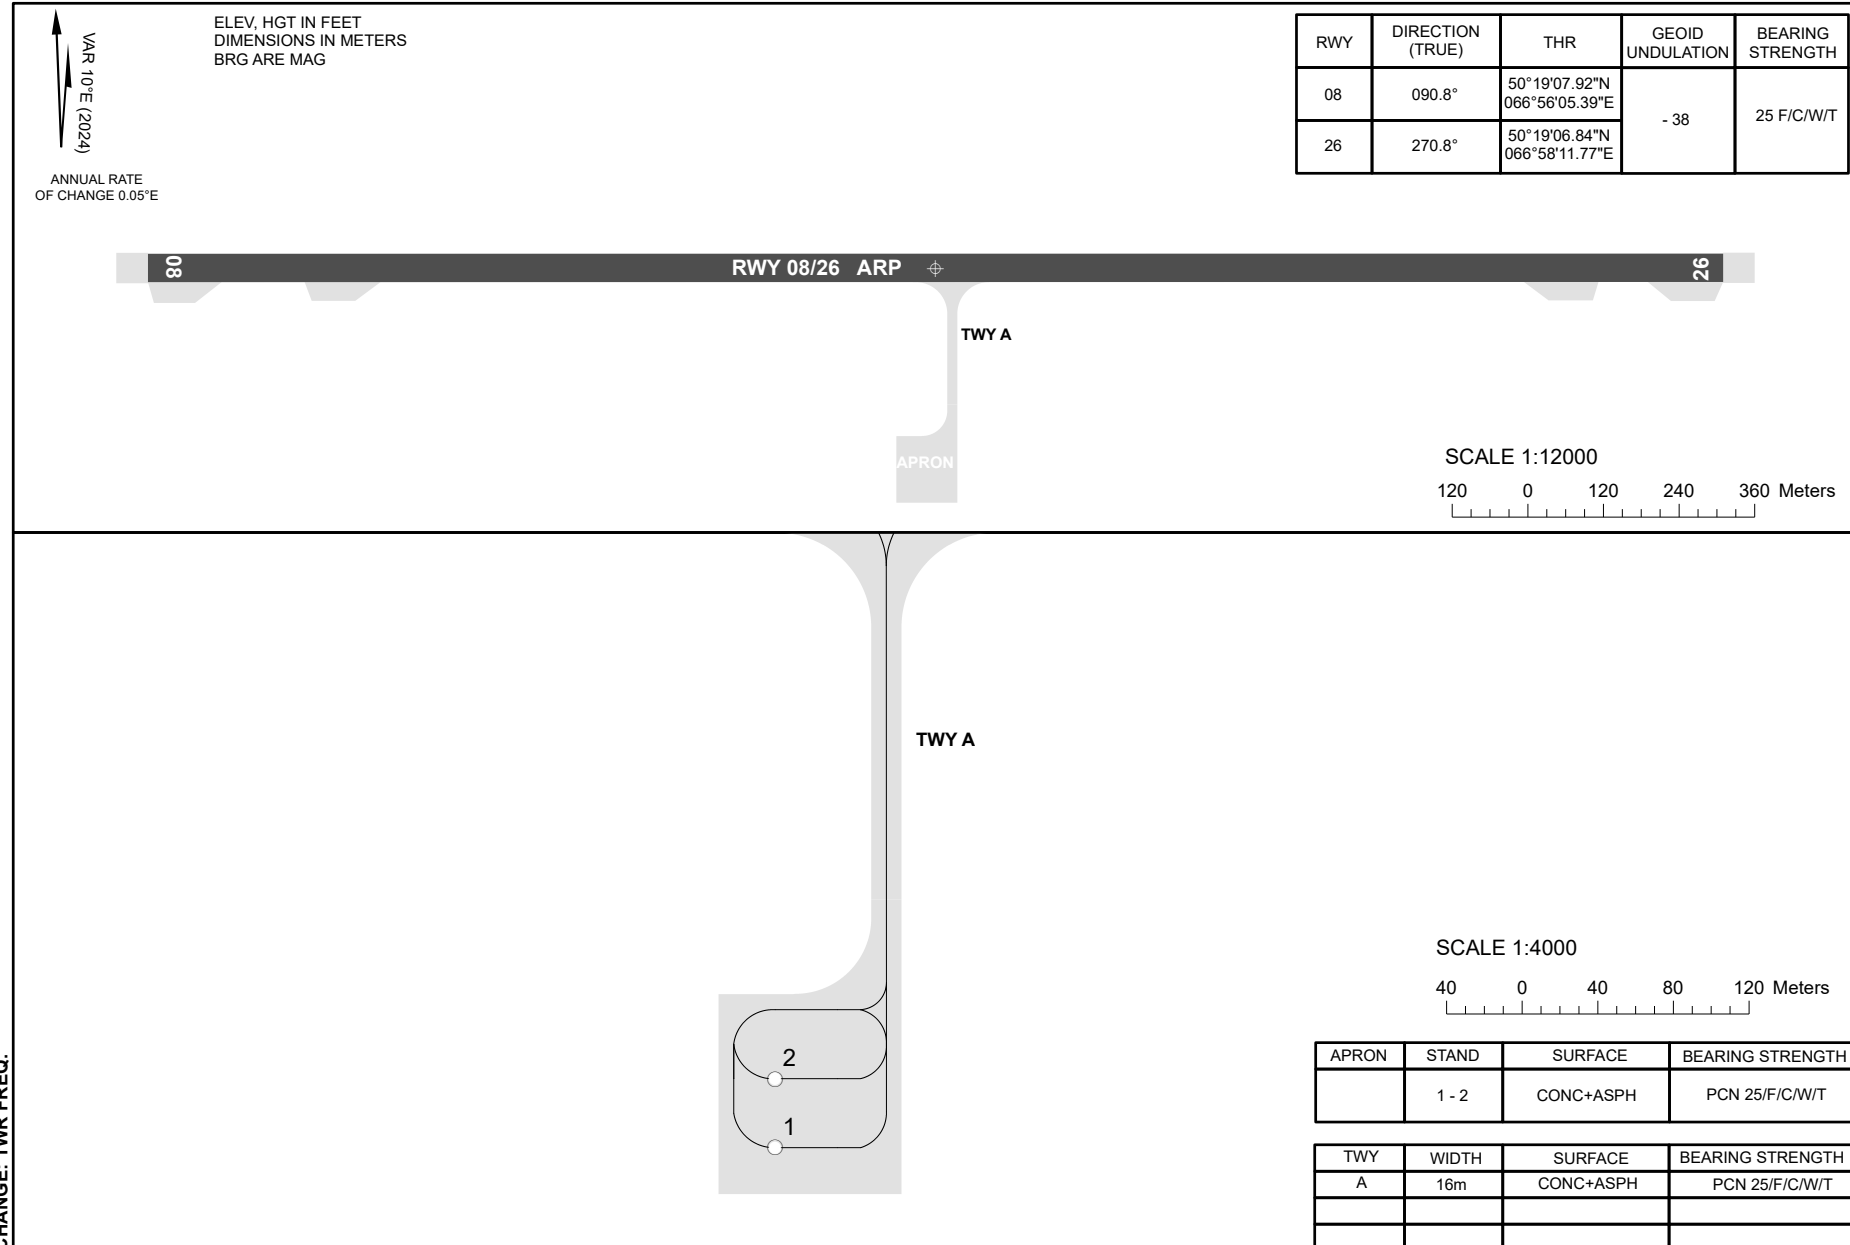 ELEV, HGT IN FEET
DIMENSIONS IN METERS
BRG ARE MAG
VAR 10°E (2024)
ANNUAL RATE
OF CHANGE 0.05°E
RWY DIRECTION (TRUE) THR GEOID UNDULATION BEARING STRENGTH
08 090.8° 50°19'07.92"N 066°56'05.39"E - 38 25 F/C/W/T
26 270.8° 50°19'06.84"N 066°58'11.77"E
08 RWY 08/26 ARP 26
TWY A
APRON
SCALE 1:12000
120 0 120 240 360 Meters
TWY A
2
1
SCALE 1:4000
40 0 40 80 120 Meters
APRON STAND SURFACE BEARING STRENGTH
1 - 2 CONC+ASPH PCN 25/F/C/W/T
TWY WIDTH SURFACE BEARING STRENGTH
A 16m CONC+ASPH PCN 25/F/C/W/T
CHANGE: TWR FREQ.